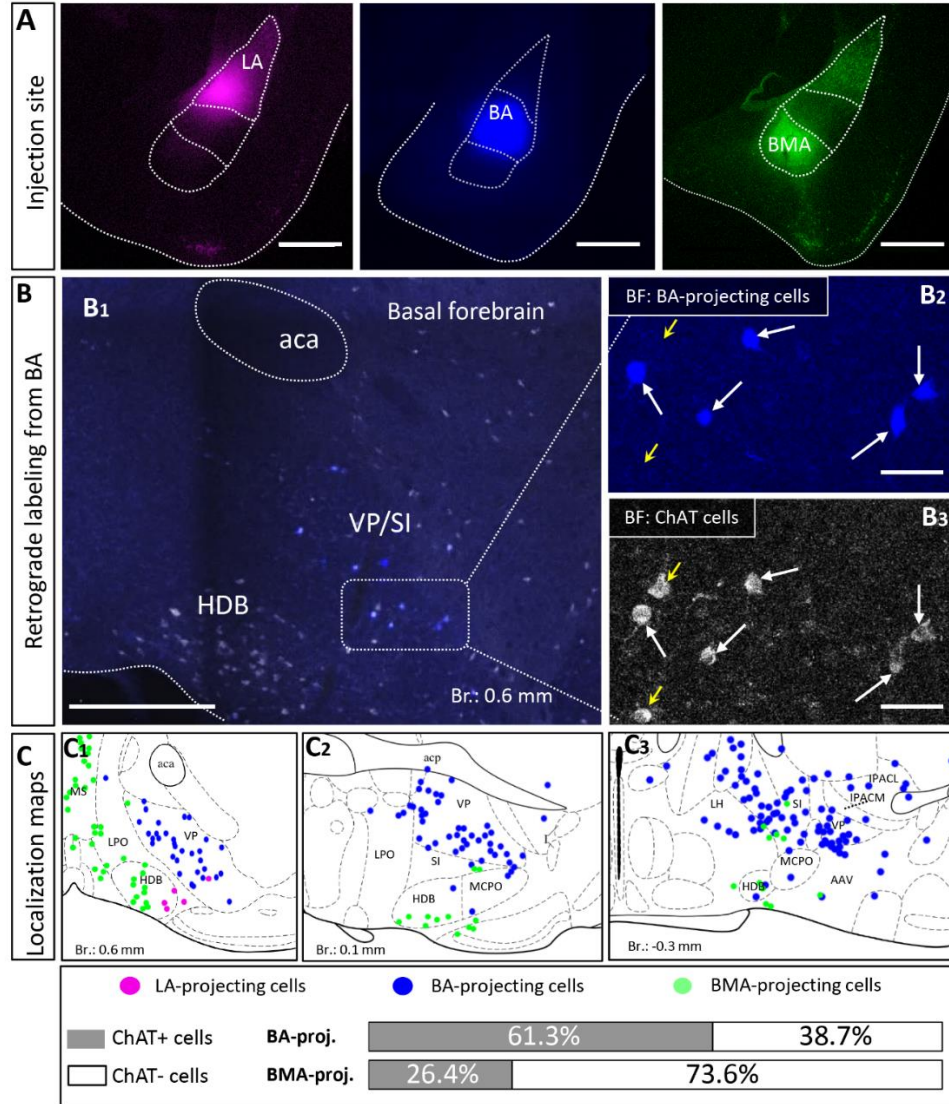 A
Injection site
LA
BA
BMA
B
Retrograde labeling from BA
B1
Basal forebrain
aca
VP/SI
HDB
Br.: 0.6 mm
BF: BA-projecting cells
B2
BF: ChAT cells
B3
C
Localization maps
C1
aca
MS
LPO
VP
HDB
Br.: 0.6 mm
C2
acp
VP
LPO
SI
MCPO
HDB
Br.: 0.1 mm
C3
LH
SI
IPACL
IPACM
VP
MCPO
HDB
AAV
Br.: -0.3 mm
LA-projecting cells
BA-projecting cells
BMA-projecting cells
ChAT+ cells
BA-proj.
61.3%
38.7%
ChAT- cells
BMA-proj.
26.4%
73.6%